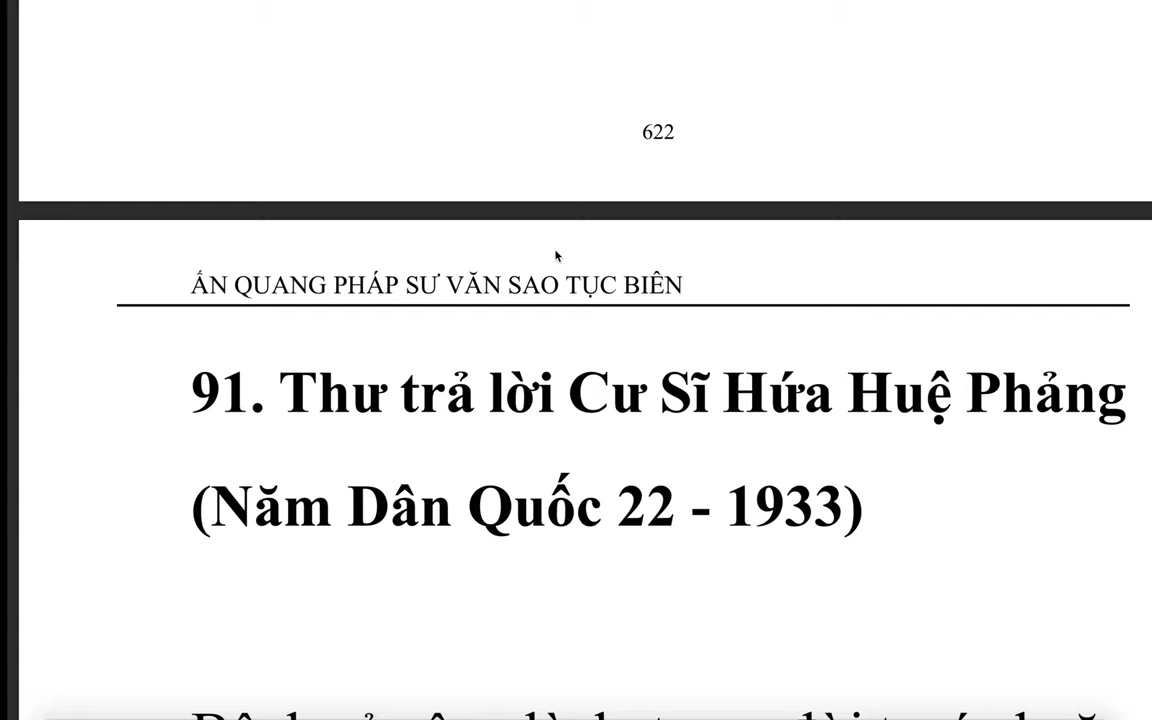 622
ẤN QUANG PHÁP SƯ VĂN SAO TỤC BIÊN
91. Thư trả lời Cư Sĩ Hứa Huệ Phảng
(Năm Dân Quốc 22 - 1933)